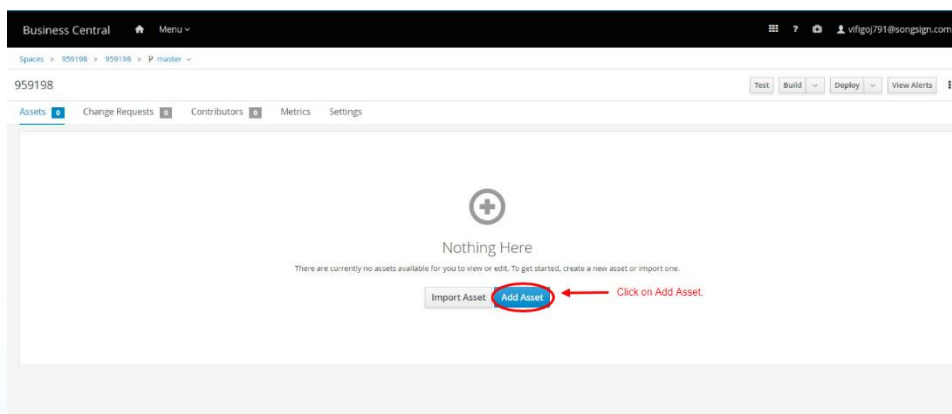 Business Central Menu ? vifigoj791@songsign.com
Spaces » 959198 » 959198 » master
959198 Test Build Deploy View Alerts
Assets 0 Change Requests 0 Contributors 0 Metrics Settings
Nothing Here
There are currently no assets available for you to view or edit. To get started, create a new asset or import one.
Import Asset Add Asset Click on Add Asset.